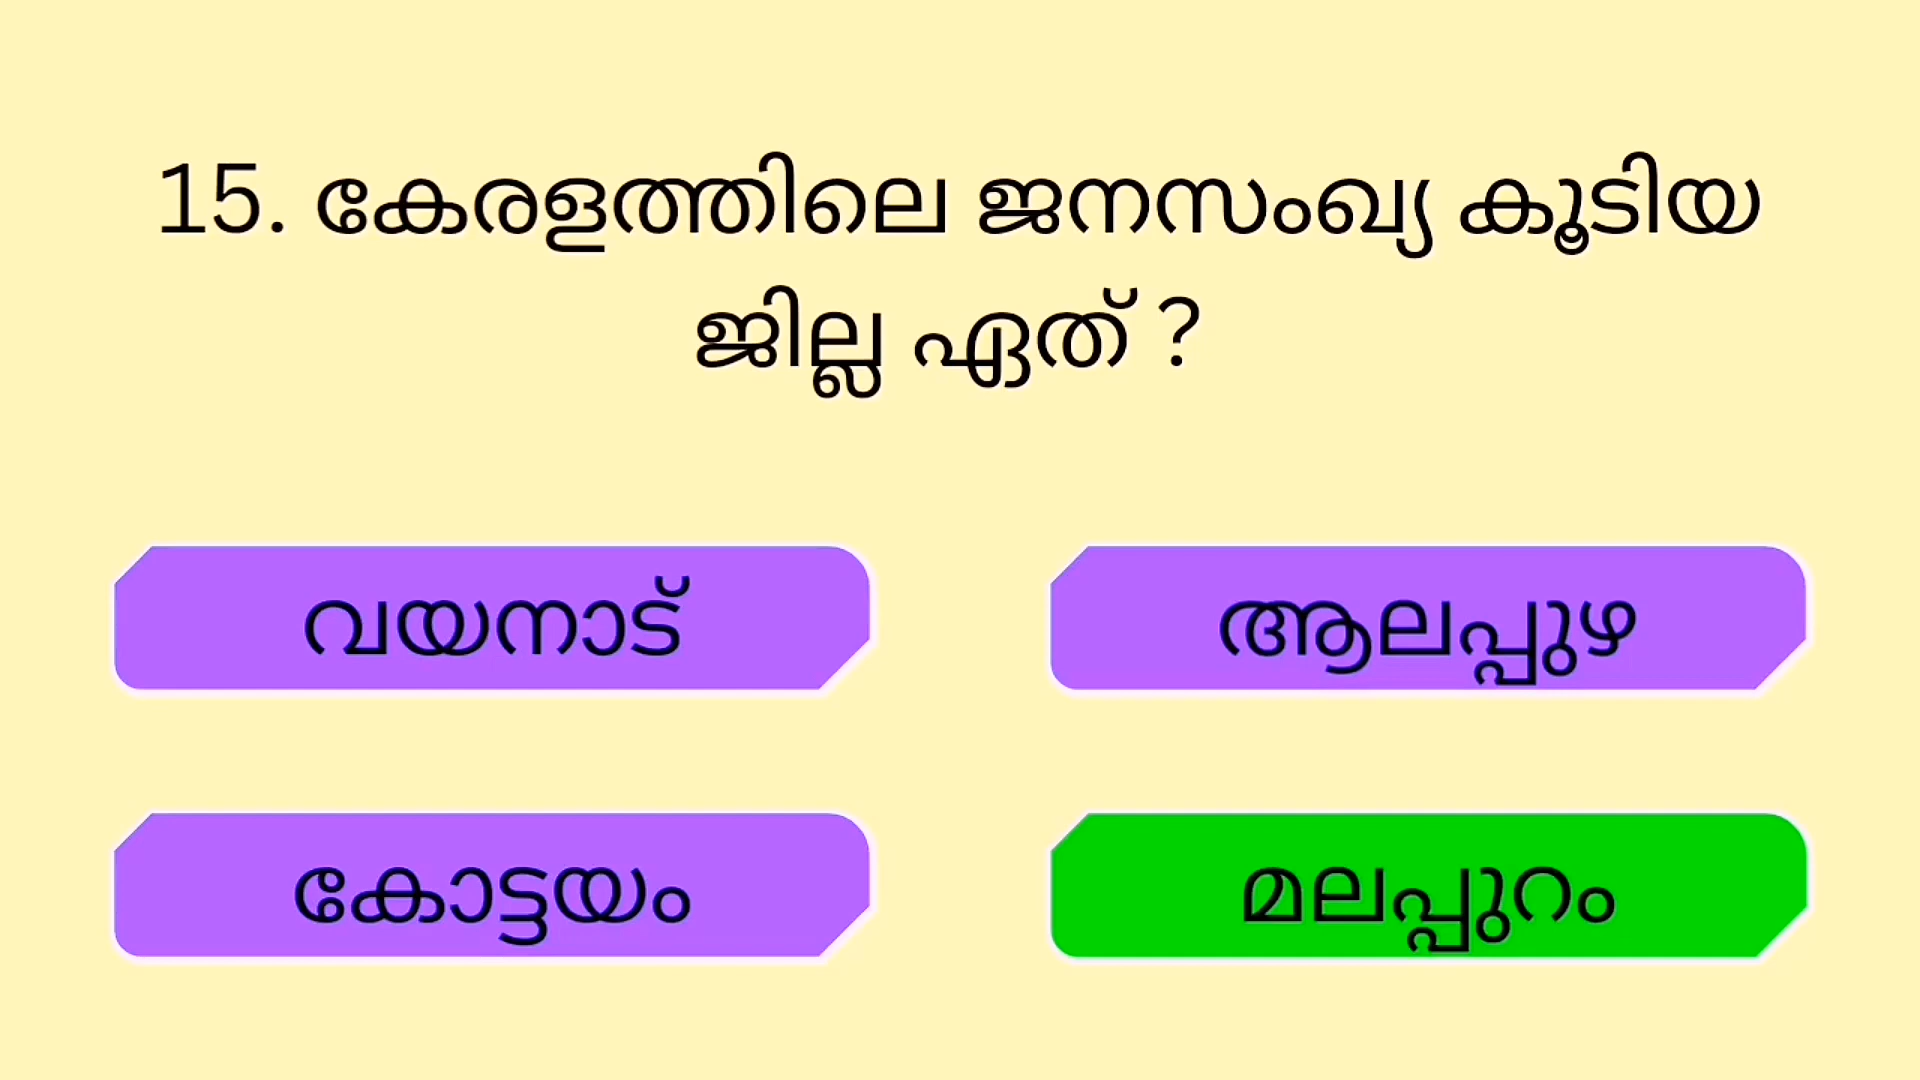 15. കേരളത്തിലെ ജനസംഖ്യ കൂടിയ
ജില്ല ഏത് ?
വയനാട്
ആലപ്പുഴ
കോട്ടയം
മലപ്പുറം